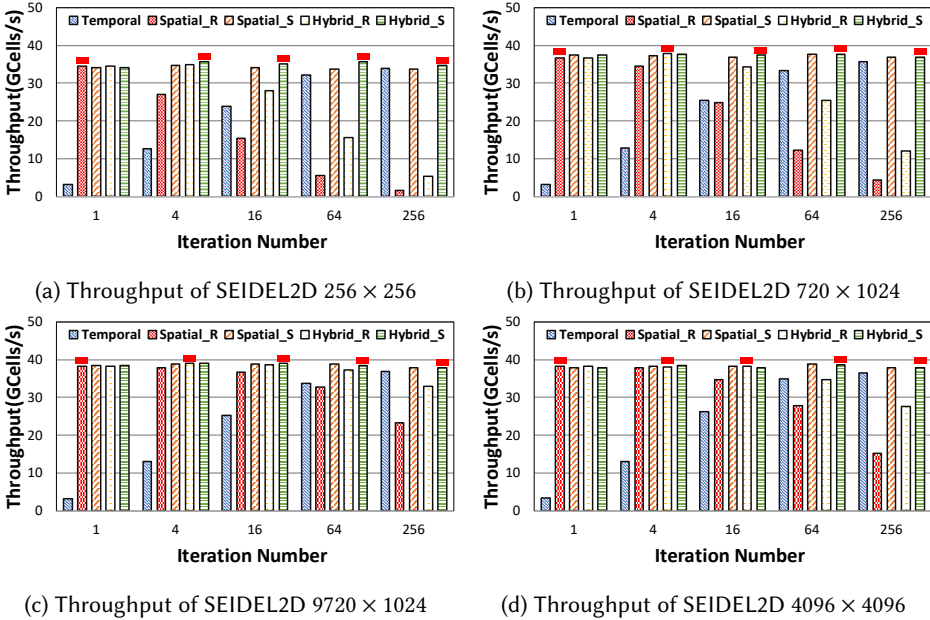 50
40
30
20
10
0
Throughput(GCells/s)
Temporal Spatial_R Spatial_S Hybrid_R Hybrid_S
1 4 16 64 256
Iteration Number
(a) Throughput of SEIDEL2D 256 × 256
50
40
30
20
10
0
Throughput(GCells/s)
Temporal Spatial_R Spatial_S Hybrid_R Hybrid_S
1 4 16 64 256
Iteration Number
(b) Throughput of SEIDEL2D 720 × 1024
50
40
30
20
10
0
Throughput(GCells/s)
Temporal Spatial_R Spatial_S Hybrid_R Hybrid_S
1 4 16 64 256
Iteration Number
(c) Throughput of SEIDEL2D 9720 × 1024
50
40
30
20
10
0
Throughput(GCells/s)
Temporal Spatial_R Spatial_S Hybrid_R Hybrid_S
1 4 16 64 256
Iteration Number
(d) Throughput of SEIDEL2D 4096 × 4096